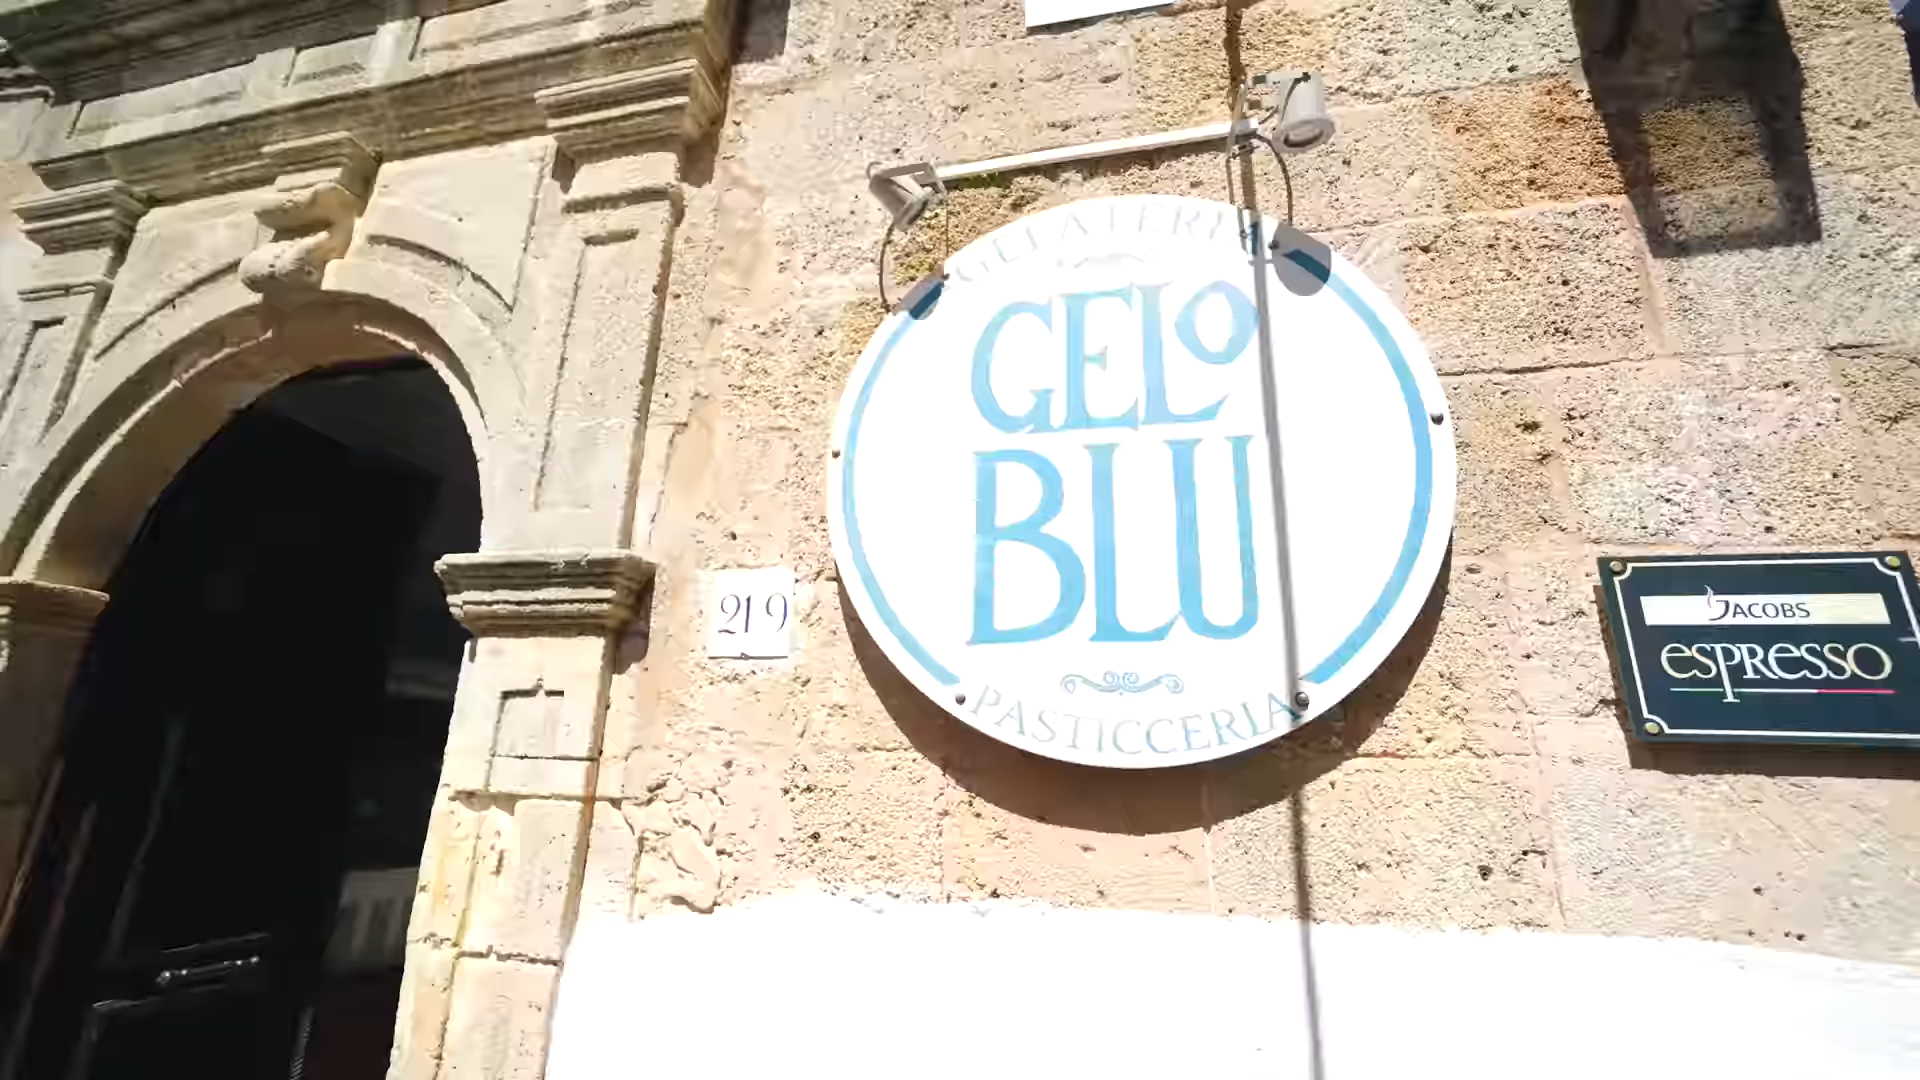 GELATERIA
GELO
BLU
PASTICCERIA
219
JACOBS
espresso